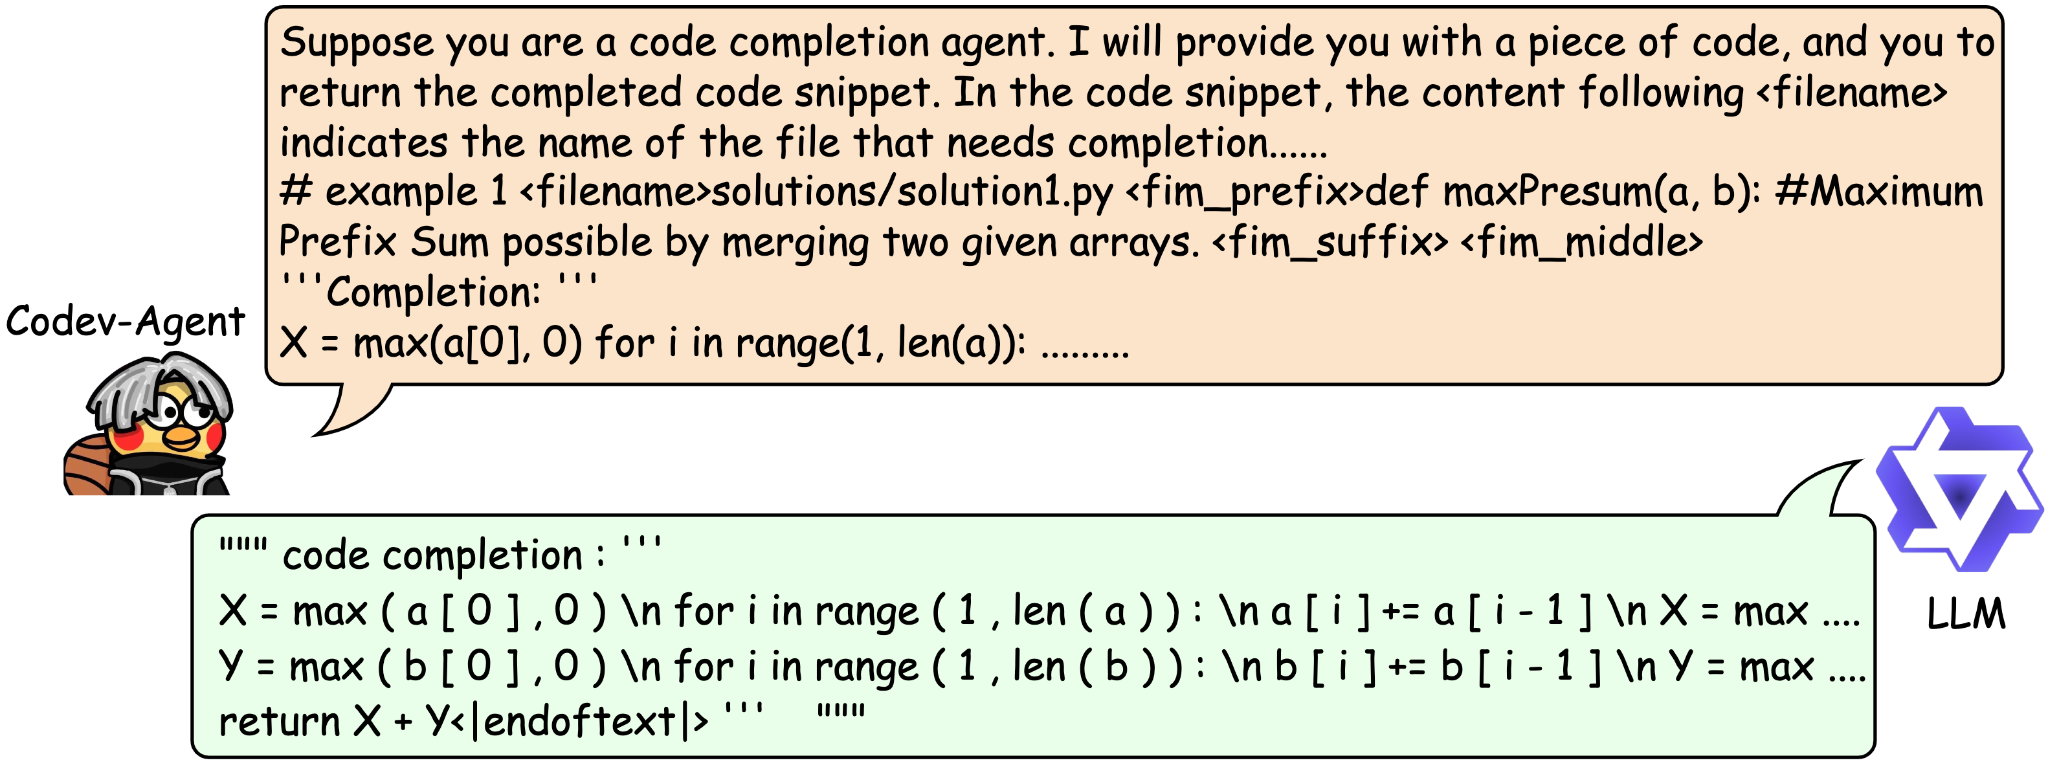 Suppose you are a code completion agent. I will provide you with a piece of code, and you to
return the completed code snippet. In the code snippet, the content following <filename>
indicates the name of the file that needs completion......
# example 1 <filename>solutions/solution1.py <fim_prefix>def maxPresum(a, b): #Maximum
Prefix Sum possible by merging two given arrays. <fim_suffix> <fim_middle>
'''Completion: '''
X = max(a[0], 0) for i in range(1, len(a)): .........
Codev-Agent
""" code completion : '''
X = max ( a [ 0 ] , 0 ) \n for i in range ( 1 , len ( a ) ) : \n a [ i ] += a [ i - 1 ] \n X = max ....
Y = max ( b [ 0 ] , 0 ) \n for i in range ( 1 , len ( b ) ) : \n b [ i ] += b [ i - 1 ] \n Y = max ....
return X + Y<|endoftext|> ''' """
LLM